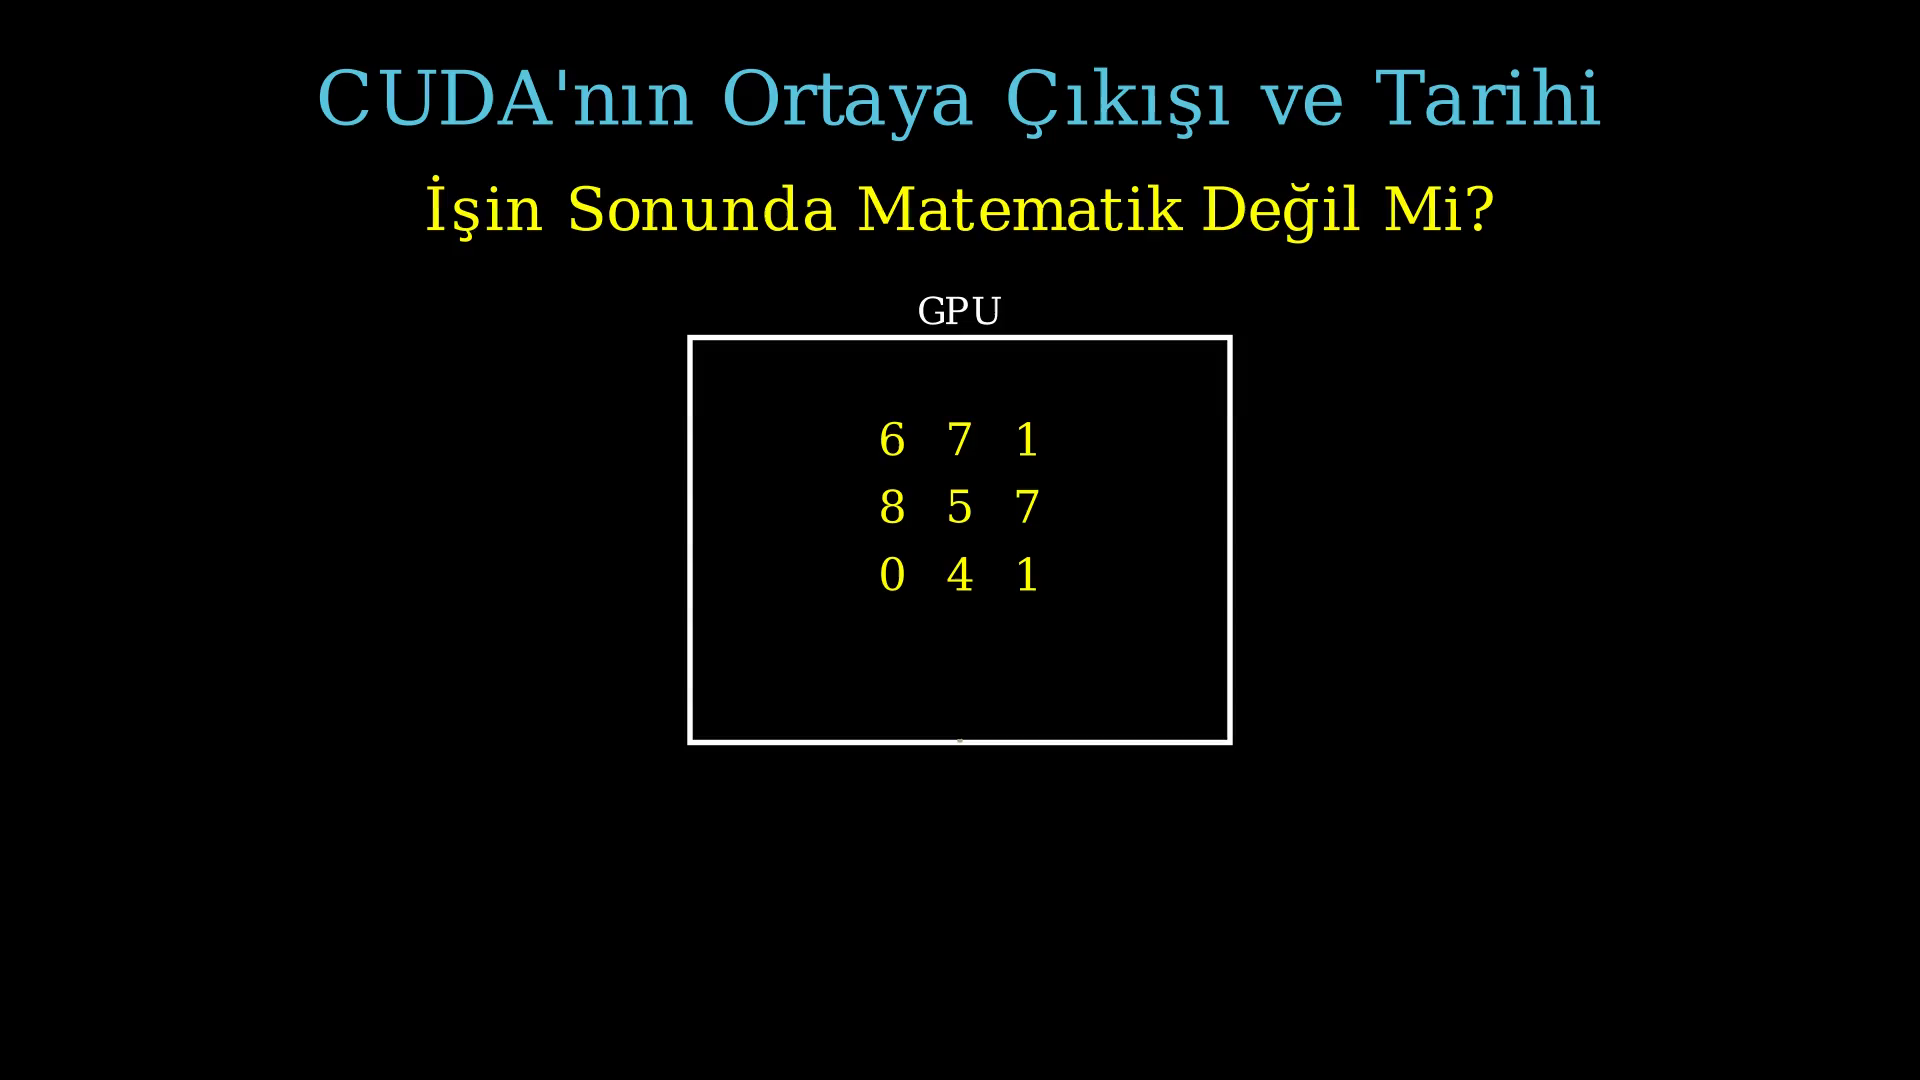 CUDA'nın Ortaya Çıkışı ve Tarihi
İşin Sonunda Matematik Değil Mi?
GPU
6 7 1
8 5 7
0 4 1